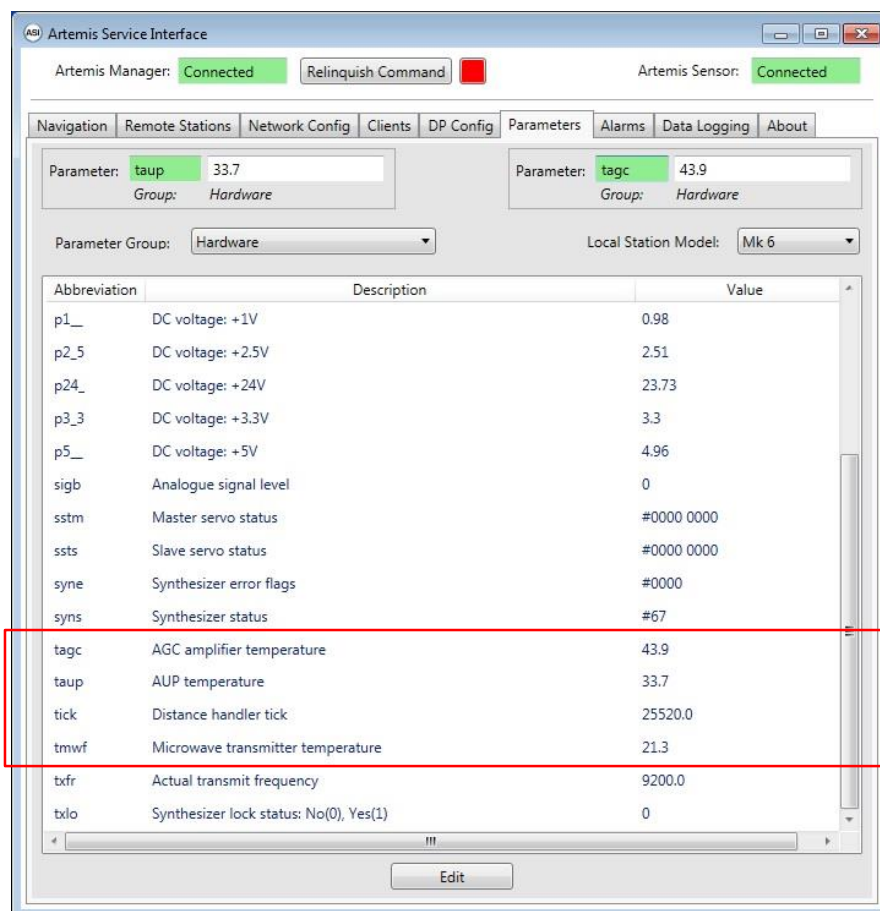 ASI Artemis Service Interface
Artemis Manager: Connected Relinquish Command Artemis Sensor: Connected
Navigation Remote Stations Network Config Clients DP Config Parameters Alarms Data Logging About
Parameter: taup 33.7 Parameter: tagc 43.9
Group: Hardware Group: Hardware
Parameter Group: Hardware Local Station Model: Mk 6
Abbreviation Description Value
p1__ DC voltage: +1V 0.98
p2_5 DC voltage: +2.5V 2.51
p24_ DC voltage: +24V 23.73
p3_3 DC voltage: +3.3V 3.3
p5__ DC voltage: +5V 4.96
sigb Analogue signal level 0
sstm Master servo status #0000 0000
ssts Slave servo status #0000 0000
syne Synthesizer error flags #0000
syns Synthesizer status #67
tagc AGC amplifier temperature 43.9
taup AUP temperature 33.7
tick Distance handler tick 25520.0
tmwf Microwave transmitter temperature 21.3
txfr Actual transmit frequency 9200.0
txlo Synthesizer lock status: No(0), Yes(1) 0
Edit